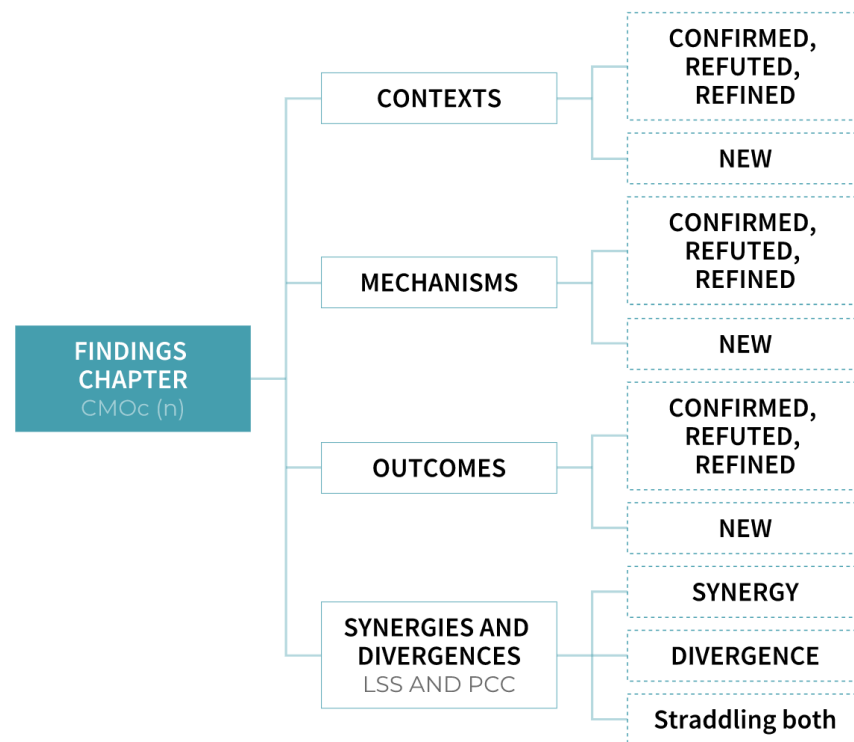 FINDINGS
CHAPTER
CMOc (n)
CONTEXTS
CONFIRMED,
REFUTED,
REFINED
NEW
MECHANISMS
CONFIRMED,
REFUTED,
REFINED
NEW
OUTCOMES
CONFIRMED,
REFUTED,
REFINED
NEW
SYNERGIES AND
DIVERGENCES
LSS AND PCC
SYNERGY
DIVERGENCE
Straddling both